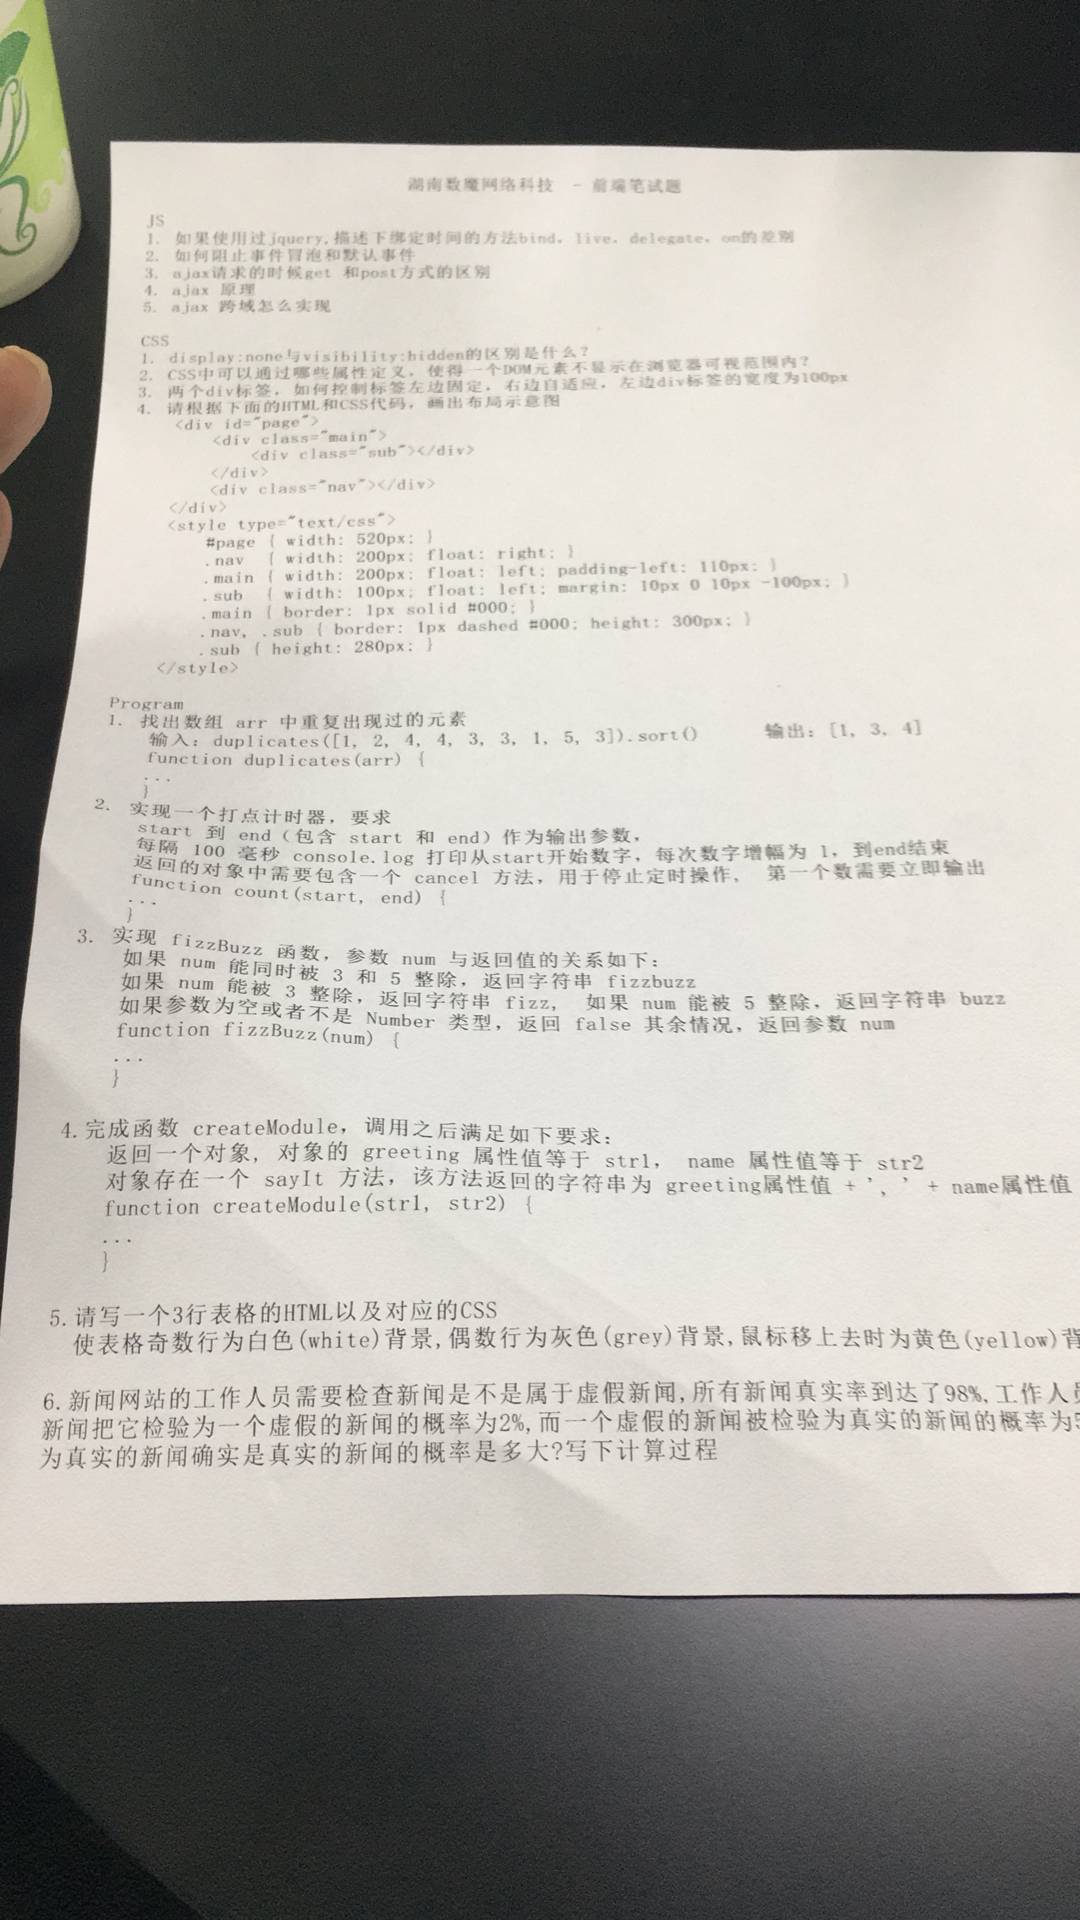 湖南数魔网络科技 - 前端笔试题
JS
1. 如果使用过jquery,描述下绑定时间的方法bind, live, delegate, on的差别
2. 如何阻止事件冒泡和默认事件
3. ajax请求的时候get 和post方式的区别
4. ajax 原理
5. ajax 跨域怎么实现
CSS
1. display:none与visibility:hidden的区别是什么?
2. CSS中可以通过哪些属性定义, 使得一个DOM元素不显示在浏览器可视范围内?
3. 两个div标签, 如何控制标签左边固定, 右边自适应, 左边div标签的宽度为100px
4. 请根据下面的HTML和CSS代码, 画出布局示意图
<div id="page">
<div class="main">
<div class="sub"></div>
</div>
<div class="nav"></div>
</div>
<style type="text/css">
#page { width: 520px; }
.nav { width: 200px; float: right; }
.main { width: 200px; float: left; padding-left: 110px; }
.sub { width: 100px; float: left; margin: 10px 0 10px -100px; }
.main { border: 1px solid #000; }
.nav, .sub { border: 1px dashed #000; height: 300px; }
.sub { height: 280px; }
</style>
Program
1. 找出数组 arr 中重复出现过的元素
输入: duplicates([1, 2, 4, 4, 3, 3, 1, 5, 3]).sort() 输出: [1, 3, 4]
function duplicates(arr) {
...
}
2. 实现一个打点计时器, 要求
start 到 end (包含 start 和 end) 作为输出参数,
每隔 100 毫秒 console.log 打印从start开始数字, 每次数字增幅为 1, 到end结束
返回的对象中需要包含一个 cancel 方法, 用于停止定时操作, 第一个数需要立即输出
function count(start, end) {
...
}
3. 实现 fizzBuzz 函数, 参数 num 与返回值的关系如下:
如果 num 能同时被 3 和 5 整除, 返回字符串 fizzbuzz
如果 num 能被 3 整除, 返回字符串 fizz, 如果 num 能被 5 整除, 返回字符串 buzz
如果参数为空或者不是 Number 类型, 返回 false 其余情况, 返回参数 num
function fizzBuzz(num) {
...
}
4. 完成函数 createModule, 调用之后满足如下要求:
返回一个对象, 对象的 greeting 属性值等于 str1, name 属性值等于 str2
对象存在一个 sayIt 方法, 该方法返回的字符串为 greeting属性值 + ', ' + name属性值
function createModule(str1, str2) {
...
}
5. 请写一个3行表格的HTML以及对应的CSS
使表格奇数行为白色(white)背景,偶数行为灰色(grey)背景,鼠标移上去时为黄色(yellow)背
6. 新闻网站的工作人员需要检查新闻是不是属于虚假新闻,所有新闻真实率到达了98%,工作人员
新闻把它检验为一个虚假的新闻的概率为2%,而一个虚假的新闻被检验为真实的新闻的概率为5
为真实的新闻确实是真实的新闻的概率是多大?写下计算过程